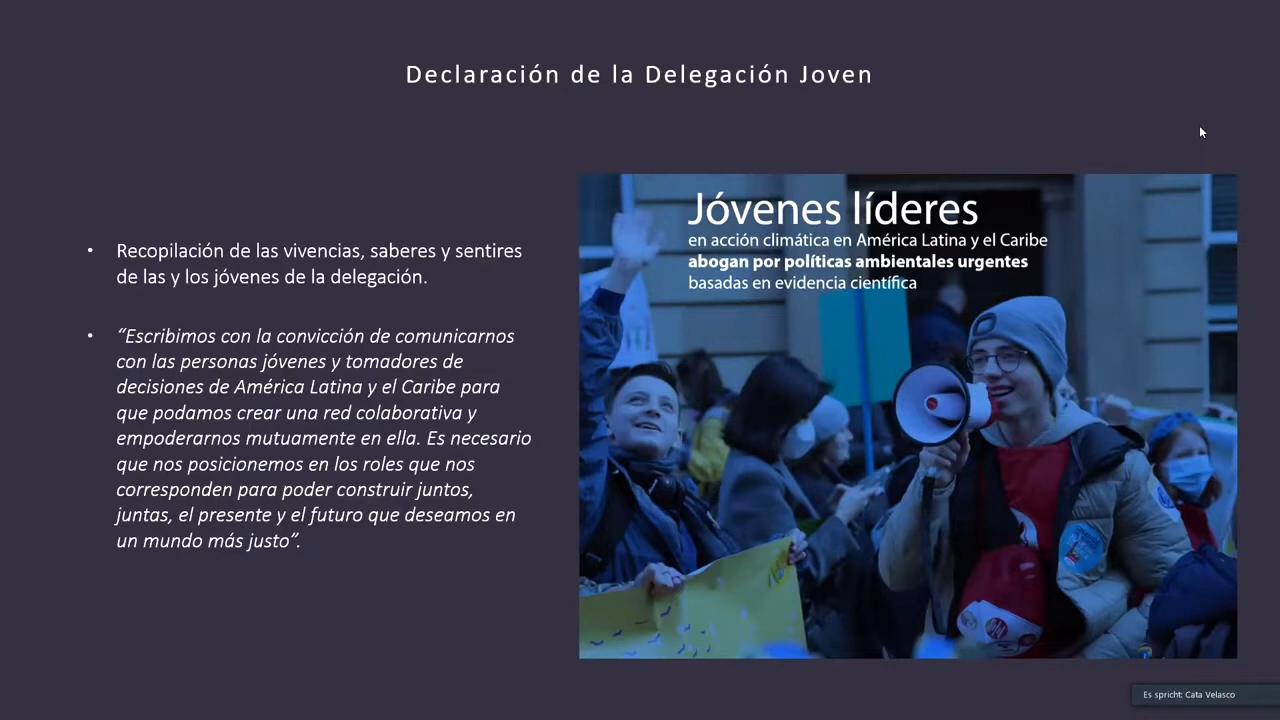 Declaración de la Delegación Joven
• Recopilación de las vivencias, saberes y sentires
de las y los jóvenes de la delegación.
• “Escribimos con la convicción de comunicarnos
con las personas jóvenes y tomadores de
decisiones de América Latina y el Caribe para
que podamos crear una red colaborativa y
empoderarnos mutuamente en ella. Es necesario
que nos posicionemos en los roles que nos
corresponden para poder construir juntos,
juntas, el presente y el futuro que deseamos en
un mundo más justo”.
Jóvenes líderes
en acción climática en América Latina y el Caribe
abogan por políticas ambientales urgentes
basadas en evidencia científica
Es spricht: Cata Velasco